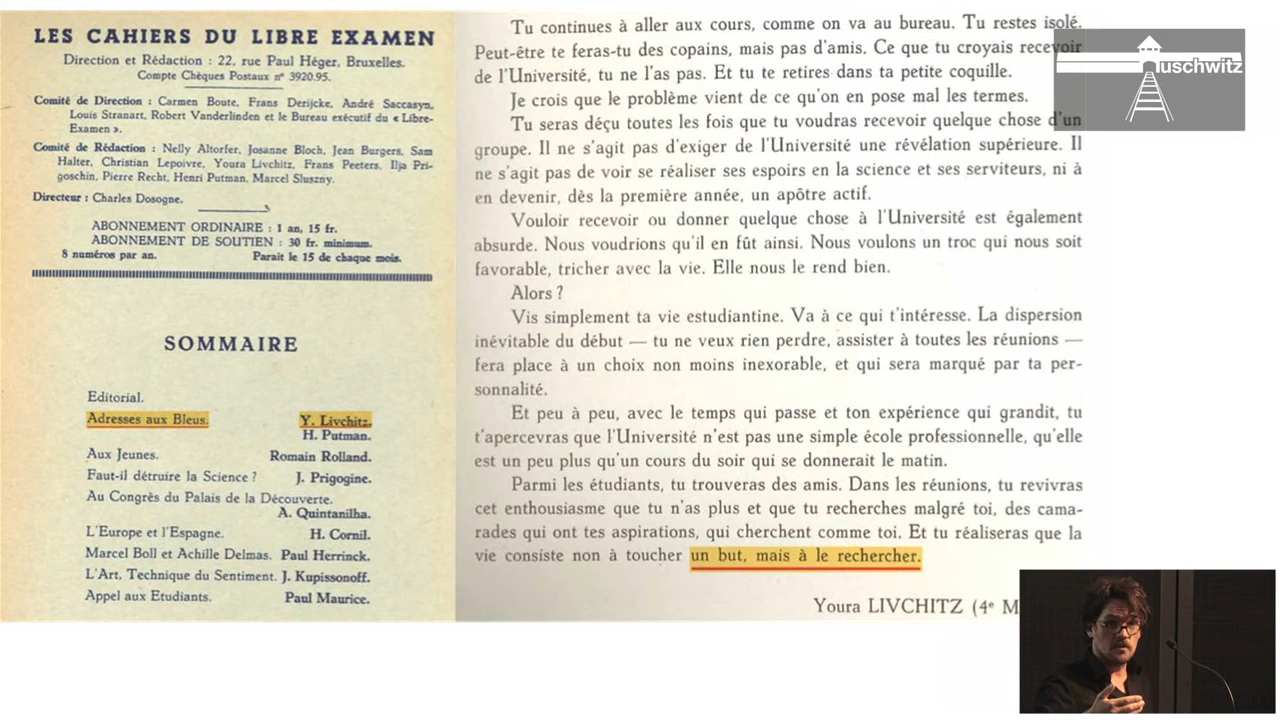 LES CAHIERS DU LIBRE EXAMEN
Direction et Rédaction : 22, rue Paul Héger, Bruxelles.
Compte Chèques Postaux nº 3920.95.
Comité de Direction : Carmen Boute, Frans Derijcke, André Saccasyn,
Louis Stranart, Robert Vanderlinden et le Bureau exécutif du « Libre-
Examen ».
Comité de Rédaction : Nelly Altorfer, Josanne Bloch, Jean Burgers, Sam
Halter, Christian Lepoivre, Youra Livchitz, Frans Peeters, Ilja Pri-
goschin, Pierre Recht, Henri Putman, Marcel Sluszny.
Directeur : Charles Dosogne.
ABONNEMENT ORDINAIRE : 1 an, 15 fr.
ABONNEMENT DE SOUTIEN : 30 fr. minimum.
8 numéros par an. Parait le 15 de chaque mois.
SOMMAIRE
Editorial.
Adresses aux Bleus. Y. Livchitz.
H. Putman.
Aux Jeunes. Romain Rolland.
Faut-il détruire la Science ? J. Prigogine.
Au Congrès du Palais de la Découverte.
A. Quintanilha.
L'Europe et l'Espagne. H. Cornil.
Marcel Boll et Achille Delmas. Paul Herrinck.
L'Art, Technique du Sentiment. J. Kupissonoff.
Appel aux Etudiants. Paul Maurice.
Tu continues à aller aux cours, comme on va au bureau. Tu restes isolé.
Peut-être te feras-tu des copains, mais pas d'amis. Ce que tu croyais recevoir
de l'Université, tu ne l'as pas. Et tu te retires dans ta petite coquille.
Je crois que le problème vient de ce qu'on en pose mal les termes.
Tu seras déçu toutes les fois que tu voudras recevoir quelque chose d'un
groupe. Il ne s'agit pas d'exiger de l'Université une révélation supérieure. Il
ne s'agit pas de voir se réaliser ses espoirs en la science et ses serviteurs, ni à
en devenir, dès la première année, un apôtre actif.
Vouloir recevoir ou donner quelque chose à l'Université est également
absurde. Nous voudrions qu'il en fût ainsi. Nous voulons un troc qui nous soit
favorable, tricher avec la vie. Elle nous le rend bien.
Alors ?
Vis simplement ta vie estudiantine. Va à ce qui t'intéresse. La dispersion
inévitable du début — tu ne veux rien perdre, assister à toutes les réunions —
fera place à un choix non moins inexorable, et qui sera marqué par ta per-
sonnalité.
Et peu à peu, avec le temps qui passe et ton expérience qui grandit, tu
t'apercevras que l'Université n'est pas une simple école professionnelle, qu'elle
est un peu plus qu'un cours du soir qui se donnerait le matin.
Parmi les étudiants, tu trouveras des amis. Dans les réunions, tu revivras
cet enthousiasme que tu n'as plus et que tu recherches malgré toi, des cama-
rades qui ont tes aspirations, qui cherchent comme toi. Et tu réaliseras que la
vie consiste non à toucher un but, mais à le rechercher.
Youra LIVCHITZ (4e M
uschwitz